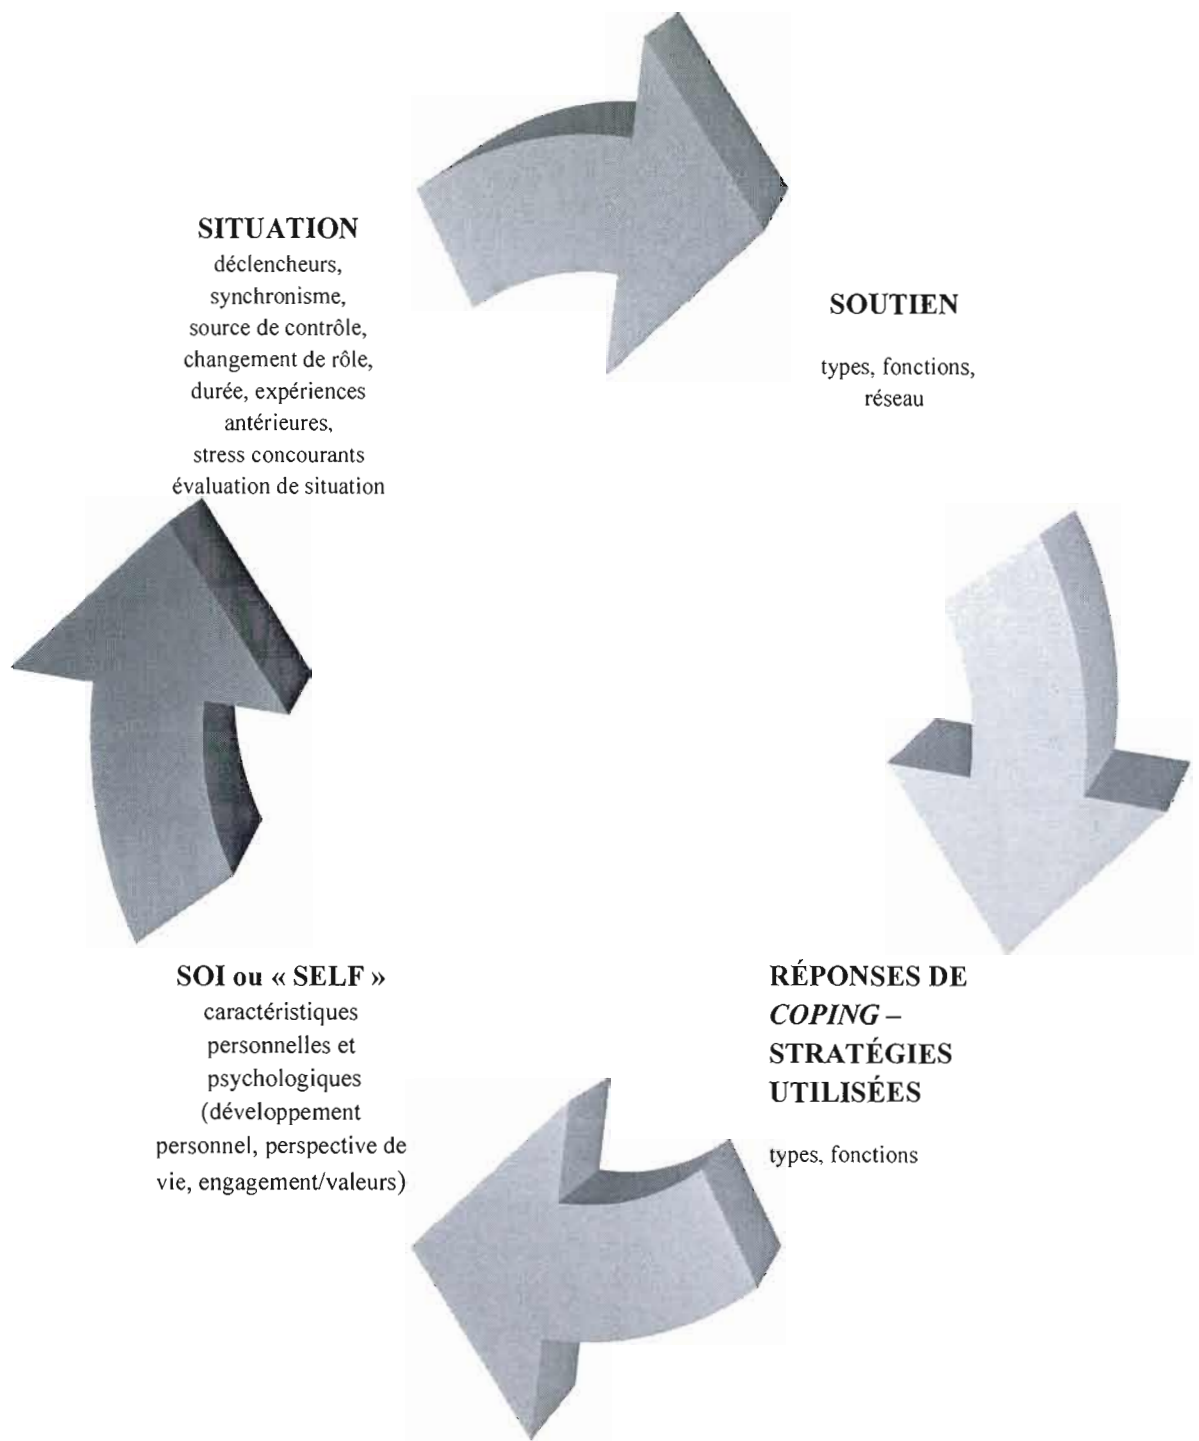 SITUATION
déclencheurs,
synchronisme,
source de contrôle,
changement de rôle,
durée, expériences
antérieures,
stress concourants
évaluation de situation
SOUTIEN
types, fonctions,
réseau
SOI ou « SELF »
caractéristiques
personnelles et
psychologiques
(développement
personnel, perspective de
vie, engagement/valeurs)
RÉPONSES DE
COPING –
STRATÉGIES
UTILISÉES
types, fonctions